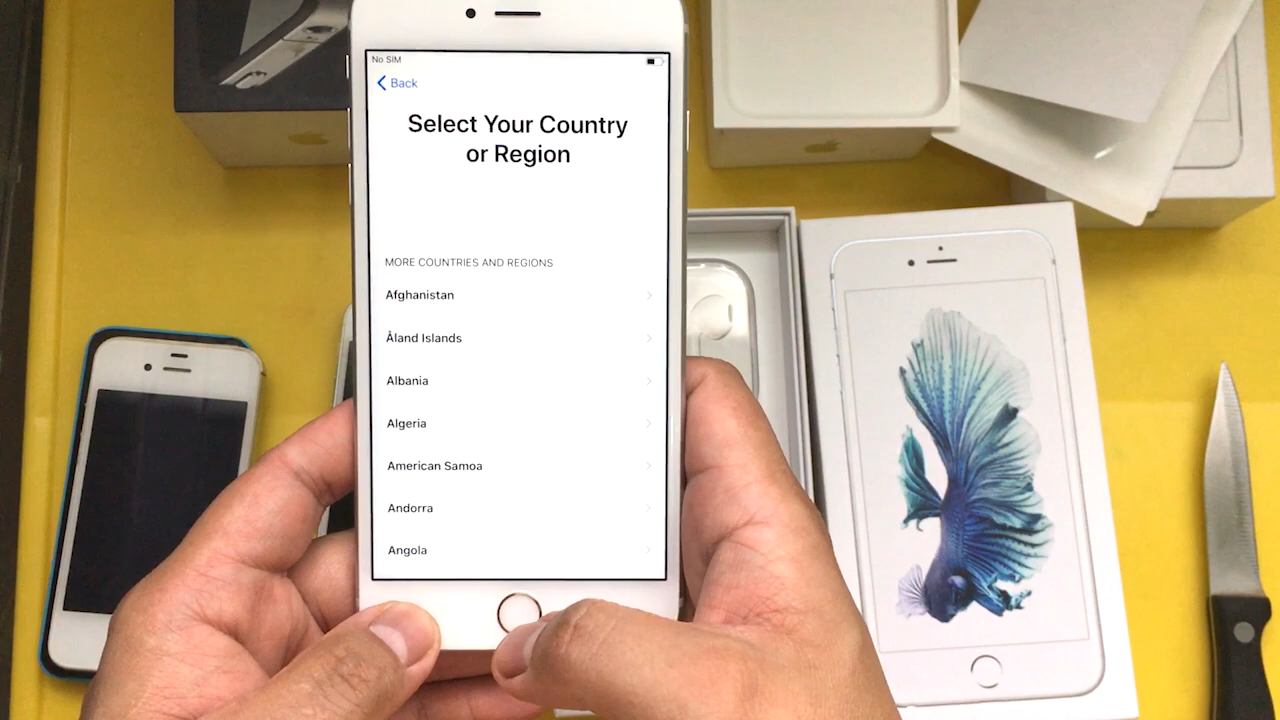 No SIM
Back
Select Your Country
or Region
MORE COUNTRIES AND REGIONS
Afghanistan
Åland Islands
Albania
Algeria
American Samoa
Andorra
Angola